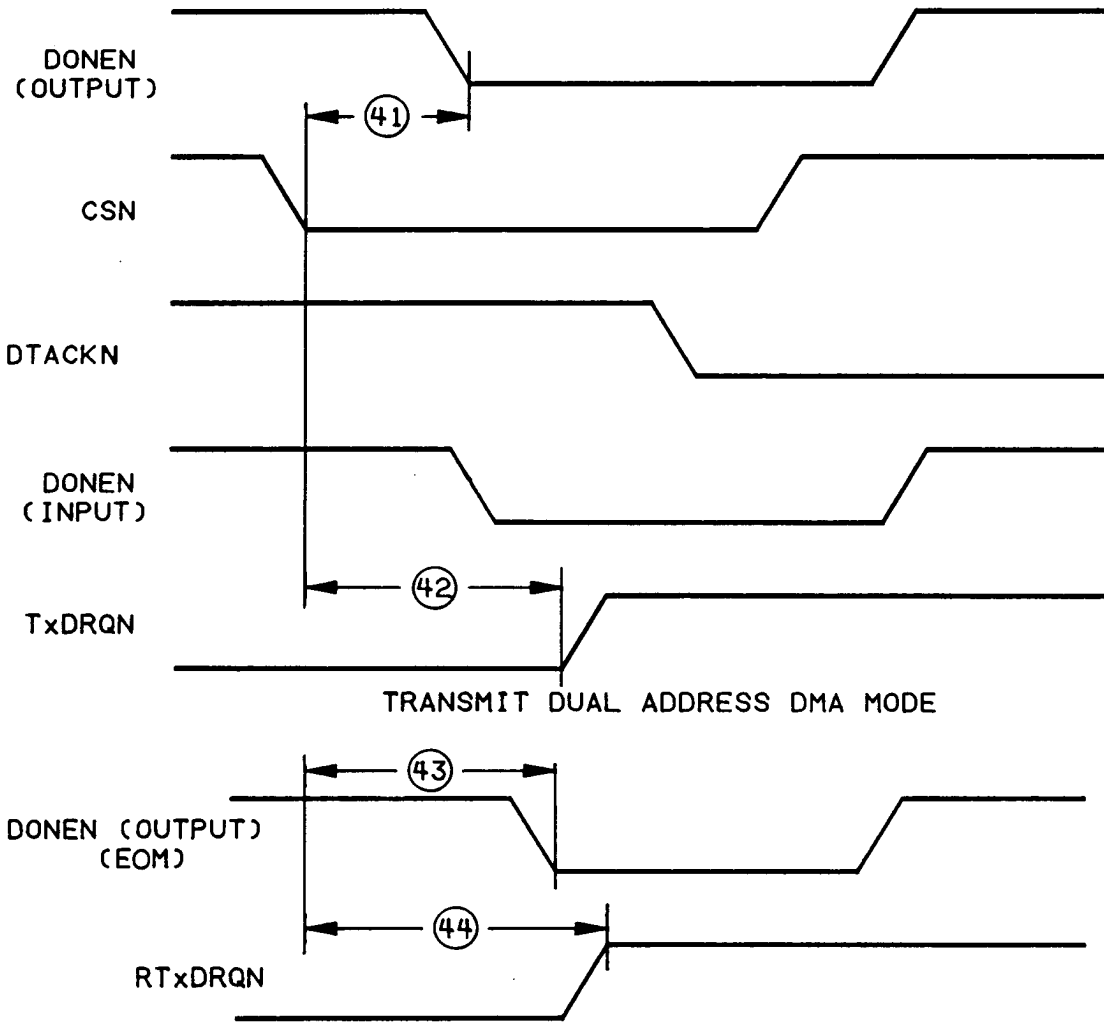 DONEN
(OUTPUT)
41
CSN
DTACKN
DONEN
(INPUT)
42
TxDRQN
TRANSMIT DUAL ADDRESS DMA MODE
43
DONEN (OUTPUT)
(EOM)
44
RTxDRQN